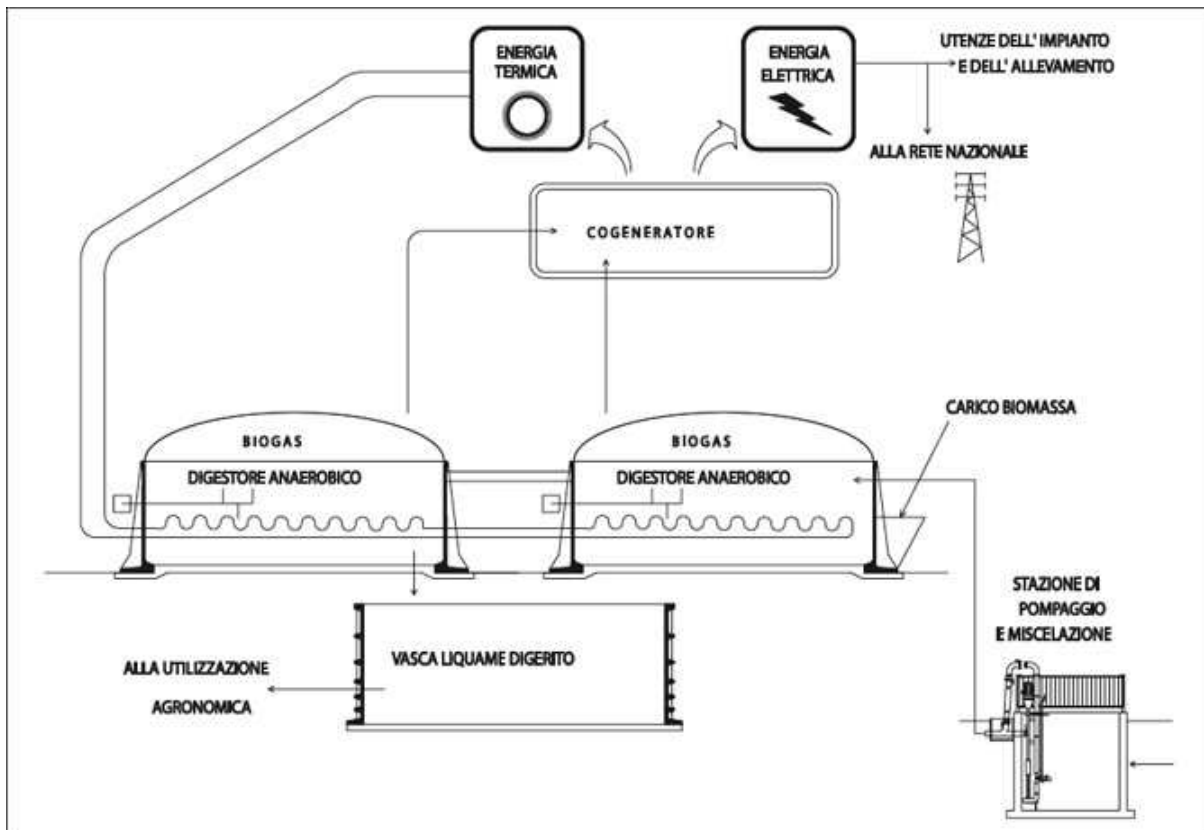 ENERGIA
TERMICA
ENERGIA
ELETTRICA
UTENZE DELL' IMPIANTO
E DELL' ALLEVAMENTO
ALLA RETE NAZIONALE
COGENERATORE
CARICO BIOMASSA
BIOGAS
DIGESTORE ANAEROBICO
BIOGAS
DIGESTORE ANAEROBICO
STAZIONE DI
POMPAGGIO
E MISCELAZIONE
VASCA LIQUAME DIGERITO
ALLA UTILIZZAZIONE
AGRONOMICA